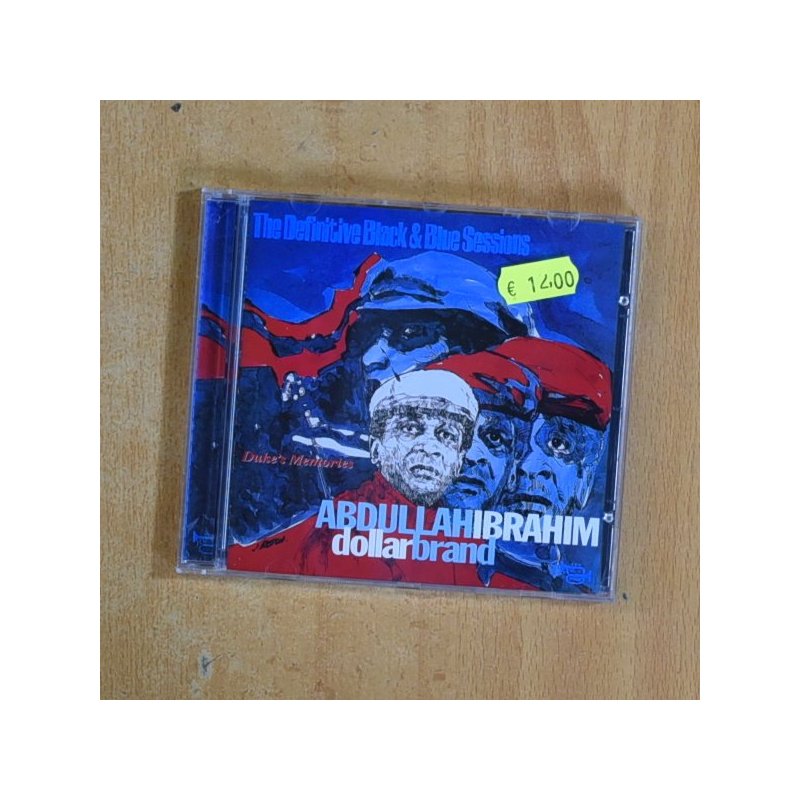 The Definitive Black & Blue Sessions
€ 12,00
Duke's Memories
ABDULLAHIBRAHIM
dollarbrand